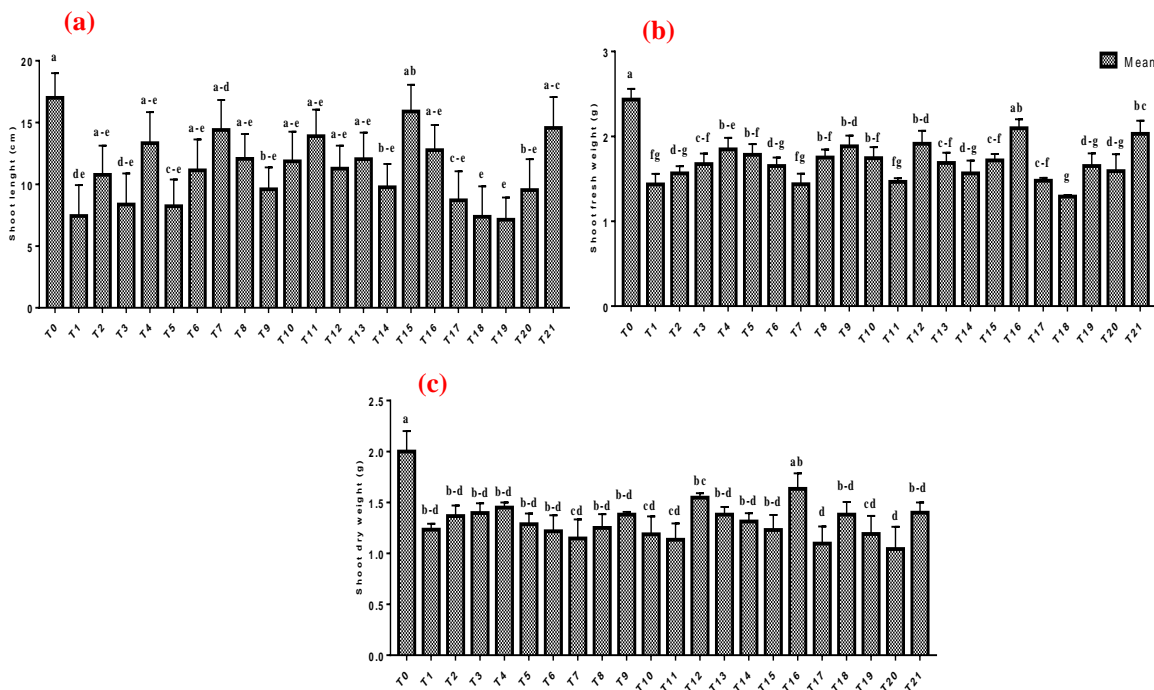 (a)
20
15
10
5
0
Shoot lenght (cm)
a de a-e d-e a-e c-e a-e a-d a-e b-e a-e a-e a-e a-e b-e ab a-e c-e e e b-e a-c
T0 T1 T2 T3 T4 T5 T6 T7 T8 T9 T10 T11 T12 T13 T14 T15 T16 T17 T18 T19 T20 T21
(b)
3
2
1
0
Shoot fresh weight (g)
a fg d-g c-f b-e b-f d-g fg b-f b-d b-f fg b-d c-f d-g b-f ab c-f g d-g d-g bc
T0 T1 T2 T3 T4 T5 T6 T7 T8 T9 T10 T11 T12 T13 T14 T15 T16 T17 T18 T19 T20 T21
Mean
(c)
2.5
2.0
1.5
1.0
0.5
0.0
Shoot dry weight (g)
a b-d b-d b-d b-d b-d b-d cd b-d b-d cd cd bc b-d b-d b-d ab d b-d cd d b-d
T0 T1 T2 T3 T4 T5 T6 T7 T8 T9 T10 T11 T12 T13 T14 T15 T16 T17 T18 T19 T20 T21